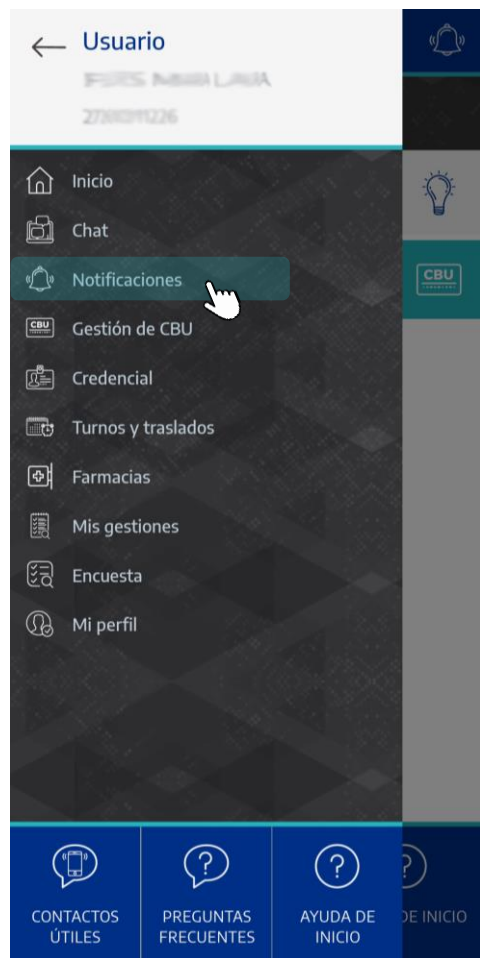 Usuario
Inicio
Chat
Notificaciones
CBU
CBU
Gestión de CBU
Credencial
Turnos y traslados
Farmacias
Mis gestiones
Encuesta
Mi perfil
CONTACTOS
ÚTILES
PREGUNTAS
FRECUENTES
AYUDA DE
INICIO
DE INICIO